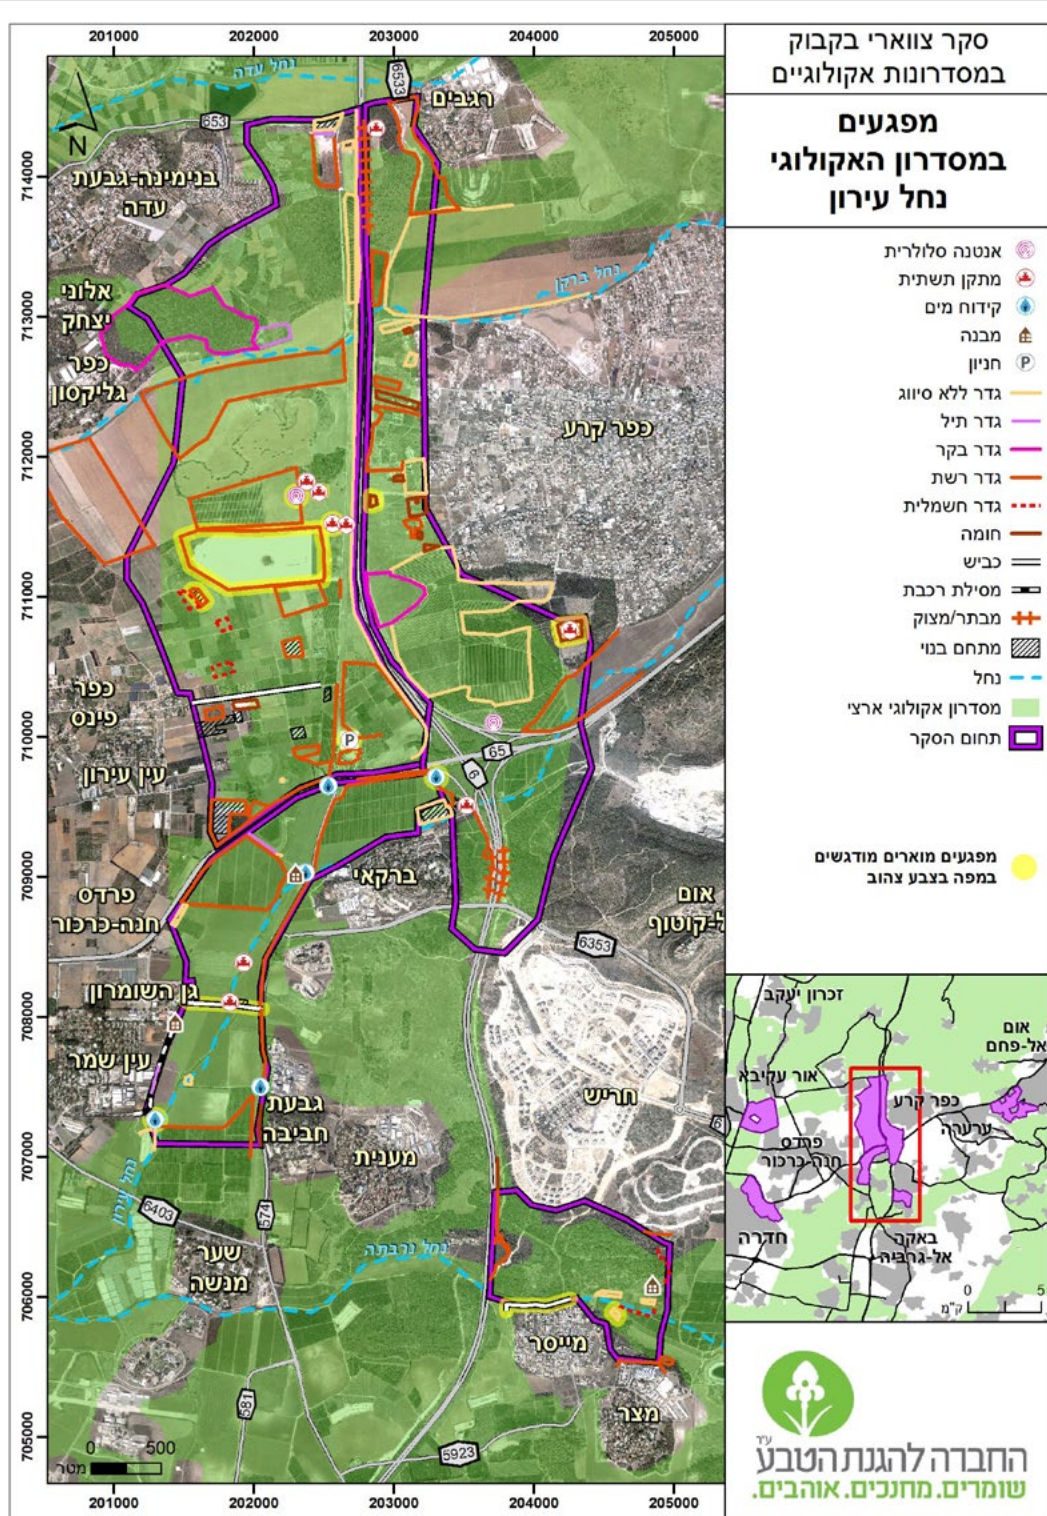 סקר צווארי בקבוק
במסדרונות אקולוגיים
מפגעים
במסדרון האקולוגי
נחל עירון
אנטנה סלולרית
מתקן תשתית
קידוח מים
מבנה
חניון
P
גדר ללא סיווג
גדר תיל
גדר בקר
גדר רשת
גדר חשמלית
חומה
כביש
מסילת רכבת
מבתר/מצוק
מתחם בנוי
נחל
מסדרון אקולוגי ארצי
תחום הסקר
מפגעים מוארים מודגשים
במפה בצבע צהוב
201000 202000 203000 204000 205000
714000
713000
712000
711000
710000
709000
708000
707000
706000
705000
N
נחל עדה
6533
רגבים
653
בנימינה-גבעת
עדה
נחל ברקן
אלוני
יצחק
כפר
גליקסון
כפר קרע
כפר
פינס
P
65
6
עין עירון
ברקאי
פרדס
חנה-כרכור
אום
ל-קוטוף
6353
גן השומרון
עין שמר
גבעת
חביבה
חריש
מענית
נחל עירון
6403
574
נחל נרבתה
שער
מנשה
מייסר
מצר
581
5923
0 500
מטר
201000 202000 203000 204000 205000
זכרון יעקב
אום
אל-פחם
אור עקיבא
כפר קרע
ערערה
פרדס
חנה-כרכור
חדרה
באקה
אל-גרביה
0 5
ק"מ
החברה להגנת הטבע
ע"ר
שומרים. מחנכים. אוהבים.